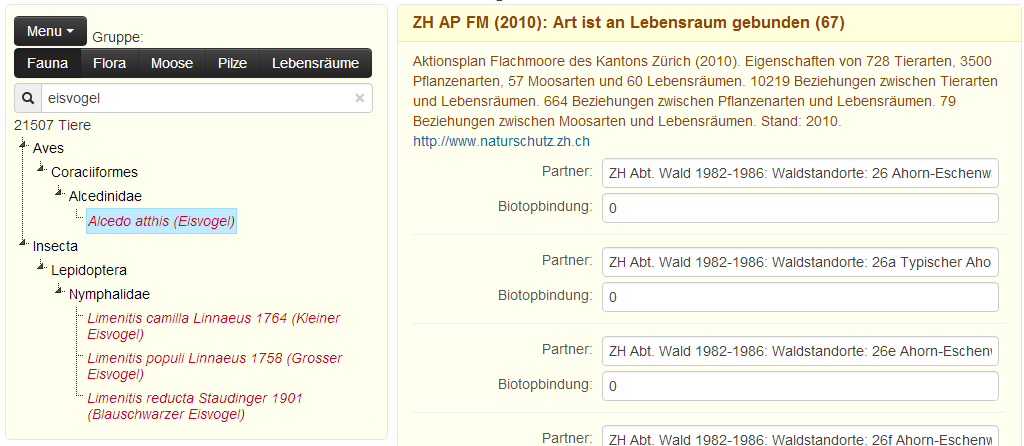 Menu Gruppe:
Fauna Flora Moose Pilze Lebensräume
eisvogel
21507 Tiere
Aves
Coraciiformes
Alcedinidae
Alcedo atthis (Eisvogel)
Insecta
Lepidoptera
Nymphalidae
Limenitis camilla Linnaeus 1764 (Kleiner
Eisvogel)
Limenitis populi Linnaeus 1758 (Grosser
Eisvogel)
Limenitis reducta Staudinger 1901
(Blauschwarzer Eisvogel)
ZH AP FM (2010): Art ist an Lebensraum gebunden (67)
Aktionsplan Flachmoore des Kantons Zürich (2010). Eigenschaften von 728 Tierarten, 3500
Pflanzenarten, 57 Moosarten und 60 Lebensräumen. 10219 Beziehungen zwischen Tierarten
und Lebensräumen. 664 Beziehungen zwischen Pflanzenarten und Lebensräumen. 79
Beziehungen zwischen Moosarten und Lebensräumen. Stand: 2010.
http://www.naturschutz.zh.ch
Partner: ZH Abt. Wald 1982-1986: Waldstandorte: 26 Ahorn-Eschenw
Biotopbindung: 0
Partner: ZH Abt. Wald 1982-1986: Waldstandorte: 26a Typischer Aho
Biotopbindung: 0
Partner: ZH Abt. Wald 1982-1986: Waldstandorte: 26e Ahorn-Eschenw
Biotopbindung: 0
Partner: ZH Abt. Wald 1982-1986: Waldstandorte: 26f Ahorn-Eschenw